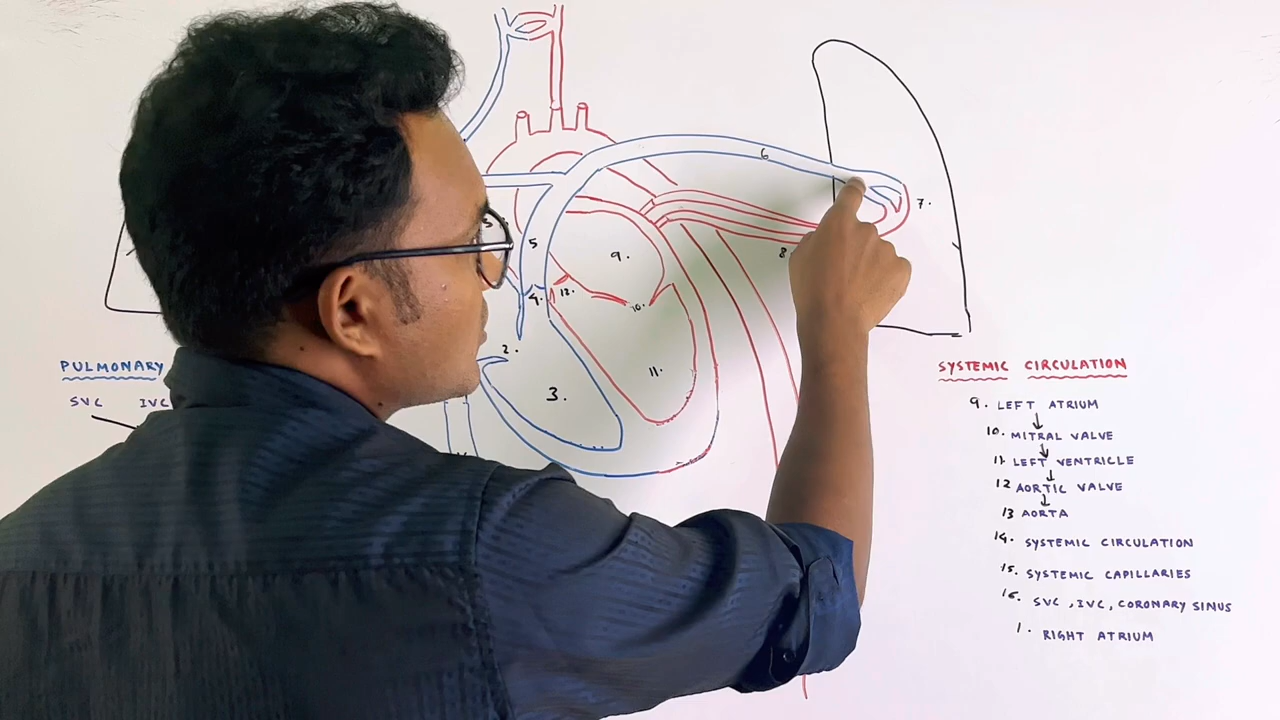 6
7.
5
9.
8
4.
12.
10.
2.
11.
3.
PULMONARY
SVC IVC
SYSTEMIC CIRCULATION
9. LEFT ATRIUM
10. MITRAL VALVE
11 LEFT VENTRICLE
12 AORTIC VALVE
13 AORTA
14. SYSTEMIC CIRCULATION
15. SYSTEMIC CAPILLARIES
16. SVC, IVC, CORONARY SINUS
1. RIGHT ATRIUM